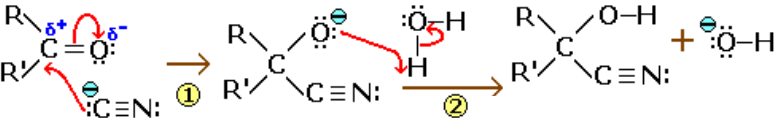 R δ+ C = Ö: δ-
R'
⊖ :C≡N:
①
R :Ö: ⊖
C
R' C≡N:
:Ö–H
H
②
R O–H
C
R' C≡N:
+ ⊖ :Ö–H